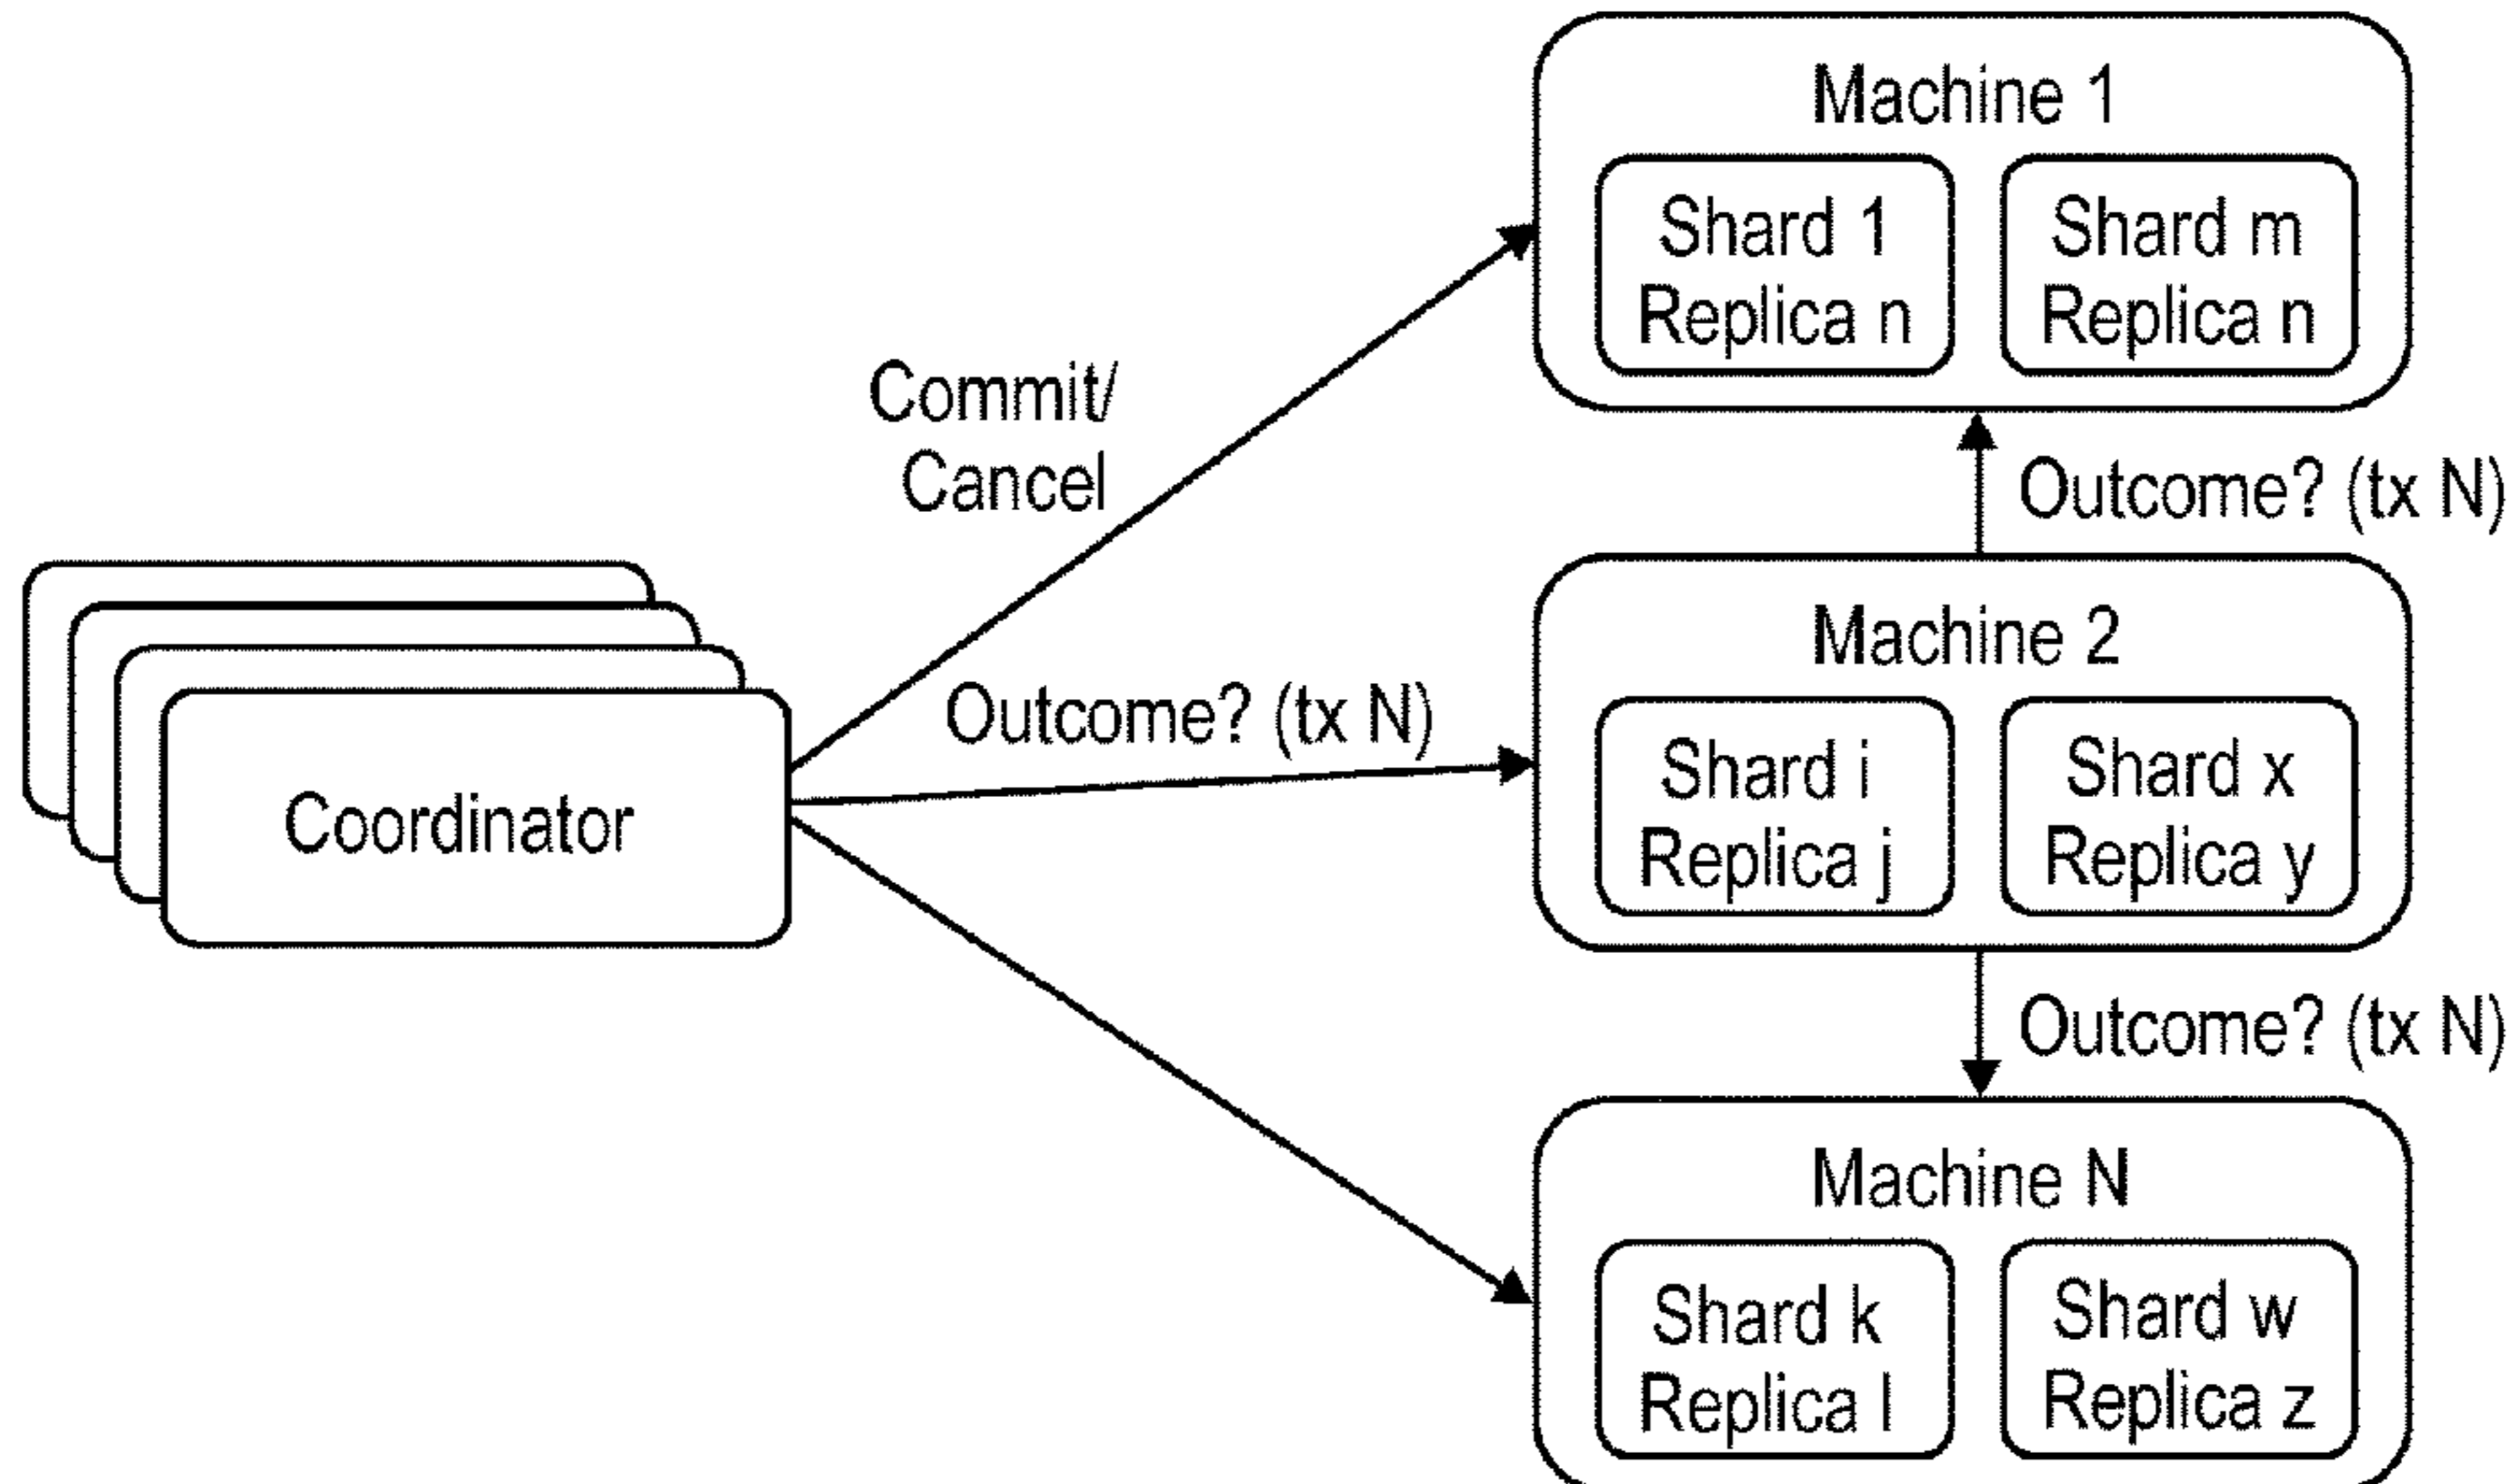 Machine 1
Shard 1
Replica n
Shard m
Replica n
Commit/
Cancel
Outcome? (tx N)
Machine 2
Outcome? (tx N)
Shard i
Replica j
Shard x
Replica y
Coordinator
Outcome? (tx N)
Machine N
Shard k
Replica l
Shard w
Replica z